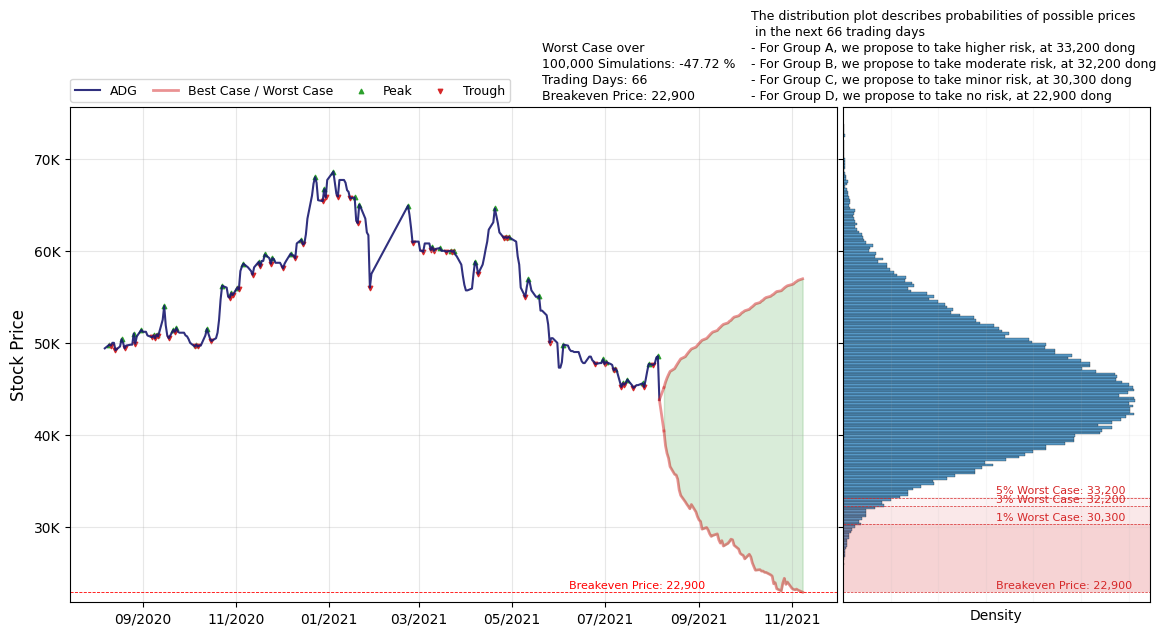 The distribution plot describes probabilities of possible prices
in the next 66 trading days
- For Group A, we propose to take higher risk, at 33,200 dong
- For Group B, we propose to take moderate risk, at 32,200 dong
- For Group C, we propose to take minor risk, at 30,300 dong
- For Group D, we propose to take no risk, at 22,900 dong
Worst Case over
100,000 Simulations: -47.72 %
Trading Days: 66
Breakeven Price: 22,900
ADG
Best Case / Worst Case
Peak
Trough
Stock Price
70K
60K
50K
40K
30K
Breakeven Price: 22,900
09/2020
11/2020
01/2021
03/2021
05/2021
07/2021
09/2021
11/2021
5% Worst Case: 33,200
3% Worst Case: 32,200
1% Worst Case: 30,300
Breakeven Price: 22,900
Density